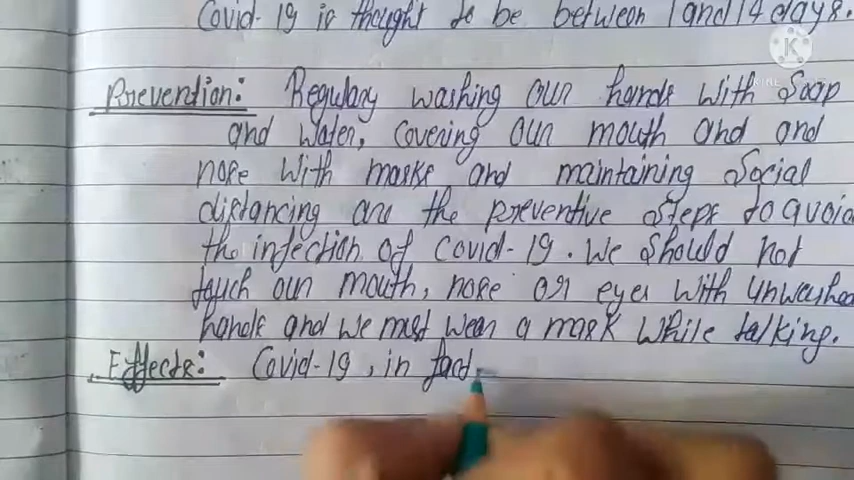 Covid-19 is thought to be between 1 and 14 days.
Prevention: Regulary washing our hands with Soap
and water, covering our mouth and and
nose with masks and maintaining Social
distancing are the preventive steps to avoid
the infection of Covid-19. We should not
touch our mouth, nose or eyes with unwashed
hands and we must wear a mask while talking.
Effects: Covid-19, in fact